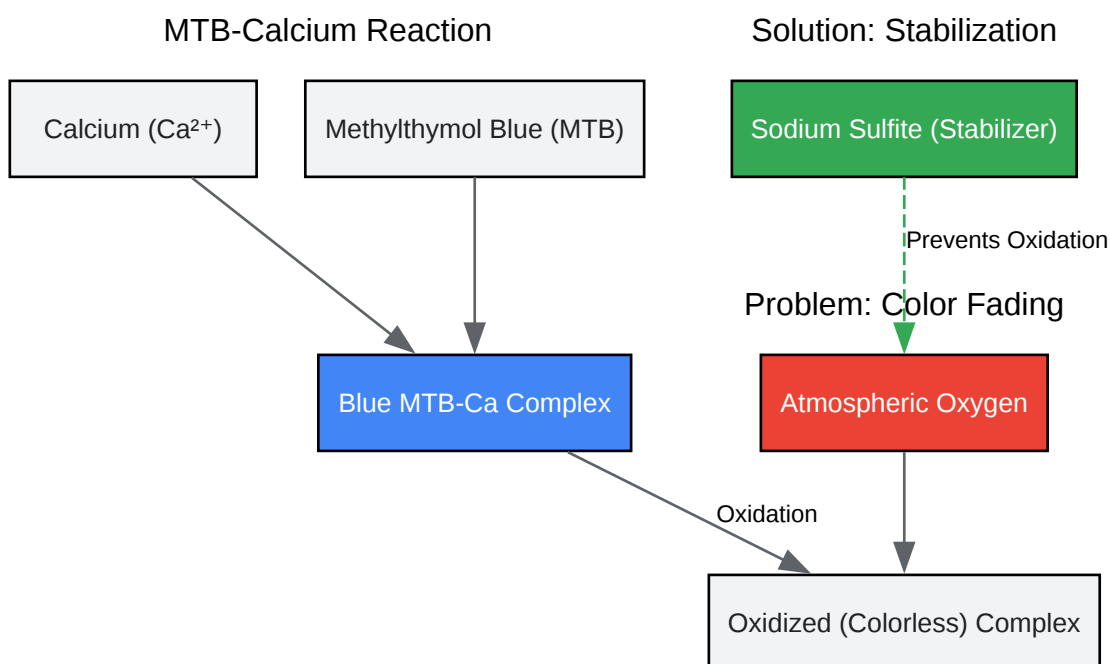 MTB-Calcium Reaction
Solution: Stabilization
Calcium (Ca²⁺)
Methylthymol Blue (MTB)
Sodium Sulfite (Stabilizer)
Prevents Oxidation
Problem: Color Fading
Blue MTB-Ca Complex
Atmospheric Oxygen
Oxidation
Oxidized (Colorless) Complex